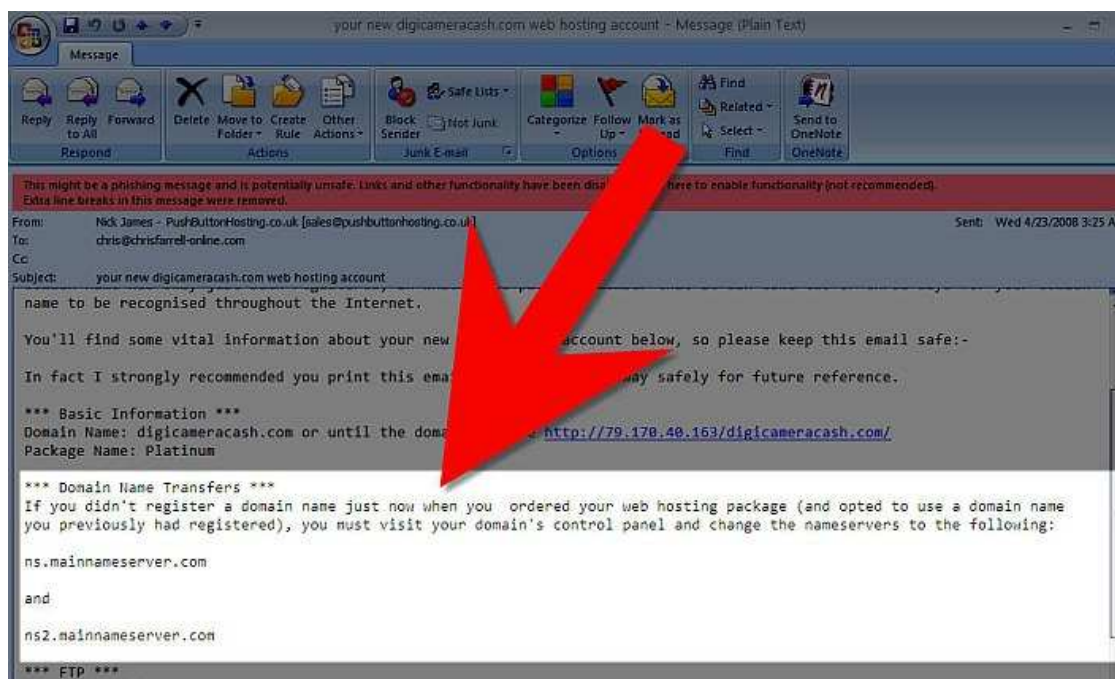 your new digicameracash.com web hosting account - Message (Plain Text)
Message
Reply Reply to All Forward Delete Move to Folder Create Rule Other Actions Block Sender Safe Lists Not Junk Categorize Follow Up Mark as Find Related Select Send to OneNote
Respond Actions Junk E-mail Options Find OneNote
This might be a phishing message and is potentially unsafe. Links and other functionality have been here to enable functionality (not recommended).
Extra line breaks in this message were removed.
From: Nick James - PushButtonHosting.co.uk [sales@pushbuttonhosting.co.uk] Sent: Wed 4/23/2008 3:25 A
To: chris@chrisfarrell-online.com
Cc:
Subject: your new digicameracash.com web hosting account
name to be recognised throughout the Internet.
You'll find some vital information about your new account below, so please keep this email safe:-
In fact I strongly recommended you print this safely for future reference.
*** Basic Information ***
Domain Name: digicameracash.com or until the http://79.170.40.163/digicameracash.com/
Package Name: Platinum
*** Domain Name Transfers ***
If you didn't register a domain name just now when you ordered your web hosting package (and opted to use a domain name
you previously had registered), you must visit your domain's control panel and change the nameservers to the following:
ns.mainnameserver.com
and
ns2.mainnameserver.com
*** FTP ***